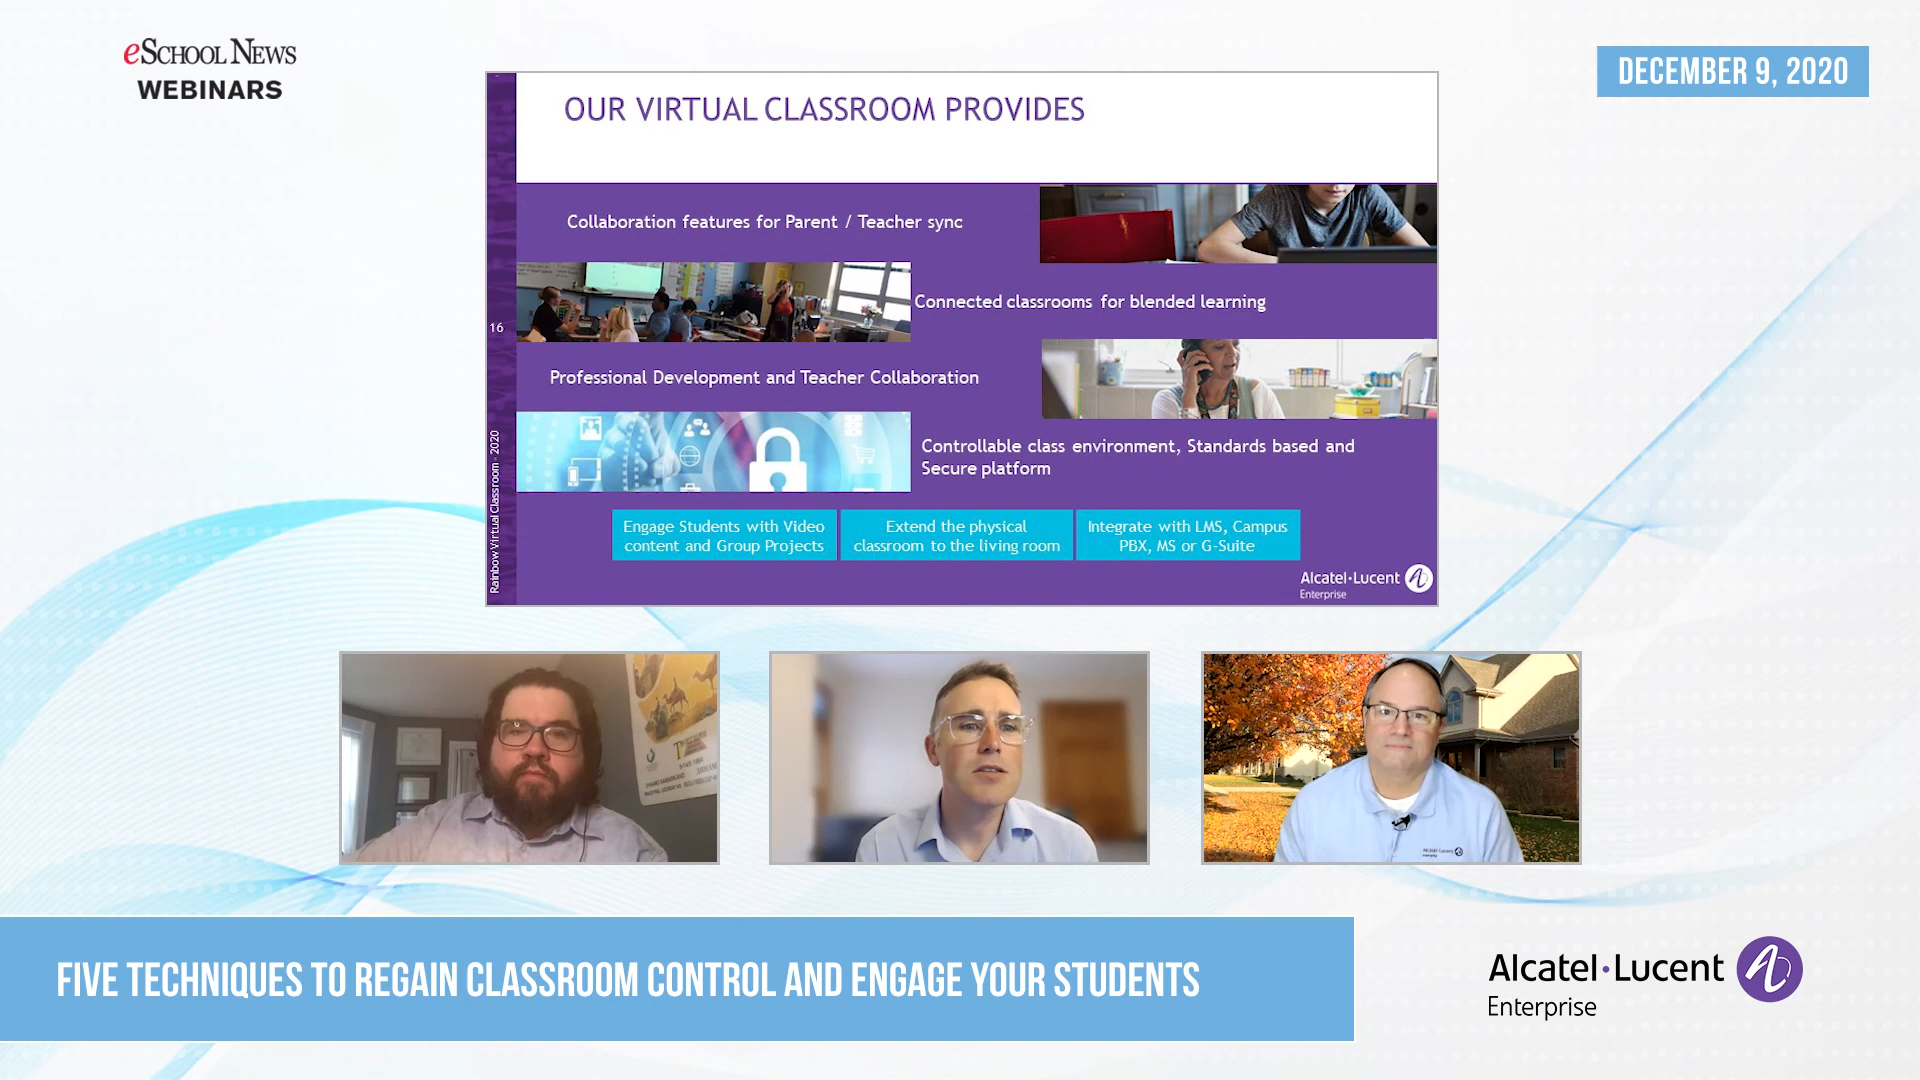 eSCHOOL NEWS
WEBINARS
DECEMBER 9, 2020
OUR VIRTUAL CLASSROOM PROVIDES
Collaboration features for Parent / Teacher sync
Connected classrooms for blended learning
16
Professional Development and Teacher Collaboration
Controllable class environment, Standards based and
Secure platform
Rainbow Virtual Classroom - 2020
Engage Students with Video
content and Group Projects
Extend the physical
classroom to the living room
Integrate with LMS, Campus
PBX, MS or G-Suite
Alcatel·Lucent
Enterprise
Alcatel·Lucent
Enterprise
FIVE TECHNIQUES TO REGAIN CLASSROOM CONTROL AND ENGAGE YOUR STUDENTS
Alcatel·Lucent
Enterprise